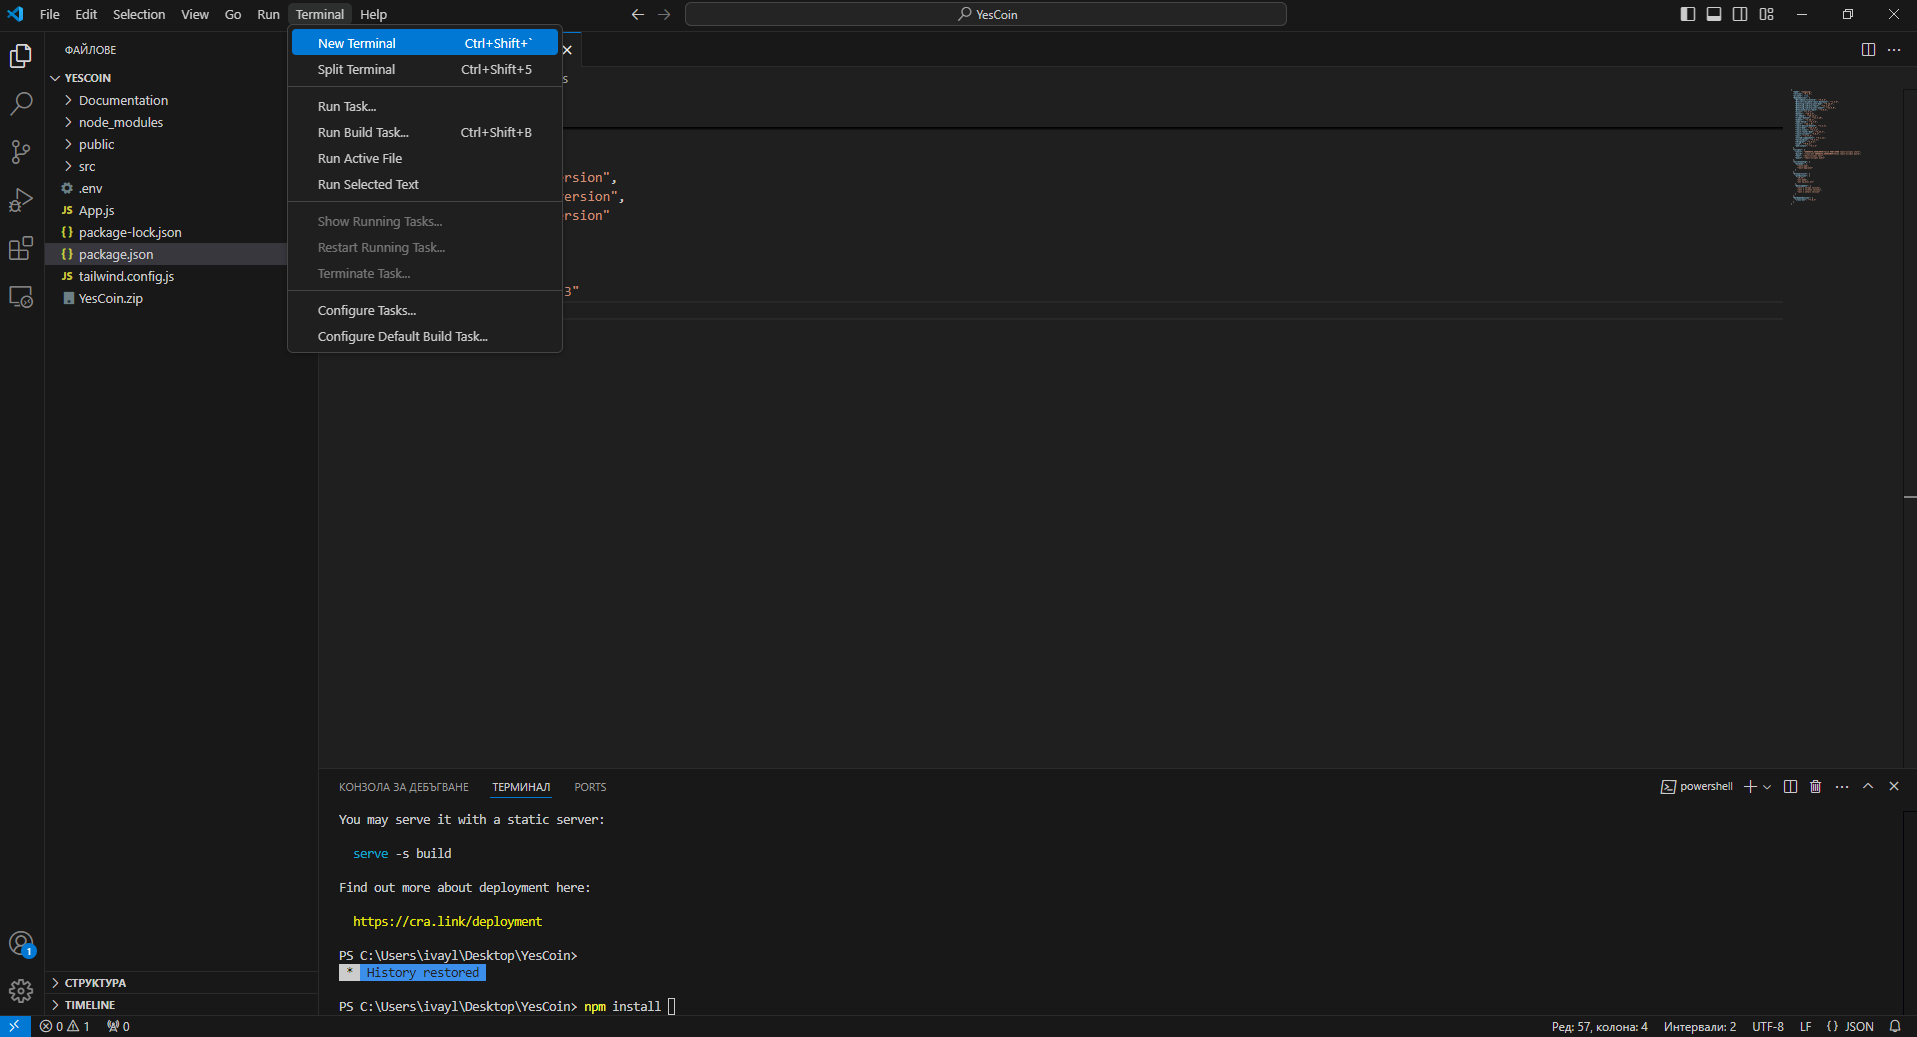 File Edit Selection View Go Run Terminal Help
YesCoin
ФАЙЛОВЕ
YESCOIN
Documentation
node_modules
public
src
.env
JS App.js
{} package-lock.json
{} package.json
JS tailwind.config.js
YesCoin.zip
New Terminal Ctrl+Shift+`
Split Terminal Ctrl+Shift+5
Run Task...
Run Build Task... Ctrl+Shift+B
Run Active File
Run Selected Text
Show Running Tasks...
Restart Running Task...
Terminate Task...
Configure Tasks...
Configure Default Build Task...
s
rsion",
version",
rsion"
3"
КОНЗОЛА ЗА ДЕБЪГВАНЕ ТЕРМИНАЛ PORTS
powershell
You may serve it with a static server:
serve -s build
Find out more about deployment here:
https://cra.link/deployment
PS C:\Users\ivayl\Desktop\YesCoin>
* History restored
PS C:\Users\ivayl\Desktop\YesCoin> npm install
1
СТРУКТУРА
TIMELINE
0 1 0
Ред: 57, колона: 4 Интервали: 2 UTF-8 LF {} JSON